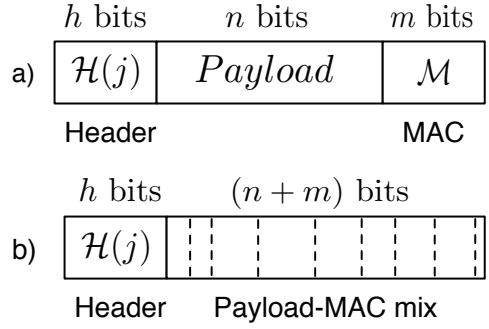 h bits n bits m bits
a) ℋ(j) Payload ℳ
Header MAC
h bits (n + m) bits
b) ℋ(j)
Header Payload-MAC mix